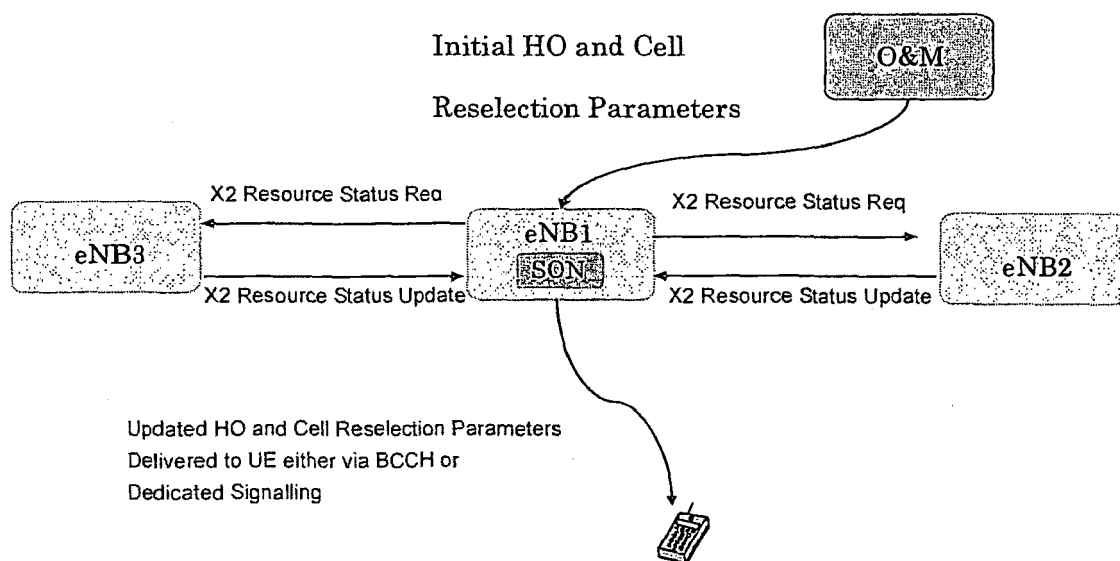 Initial HO and Cell
Reselection Parameters
O&M
X2 Resource Status Req
X2 Resource Status Req
eNB3
eNB1
SON
eNB2
X2 Resource Status Update
X2 Resource Status Update
Updated HO and Cell Reselection Parameters
Delivered to UE either via BCCH or
Dedicated Signalling